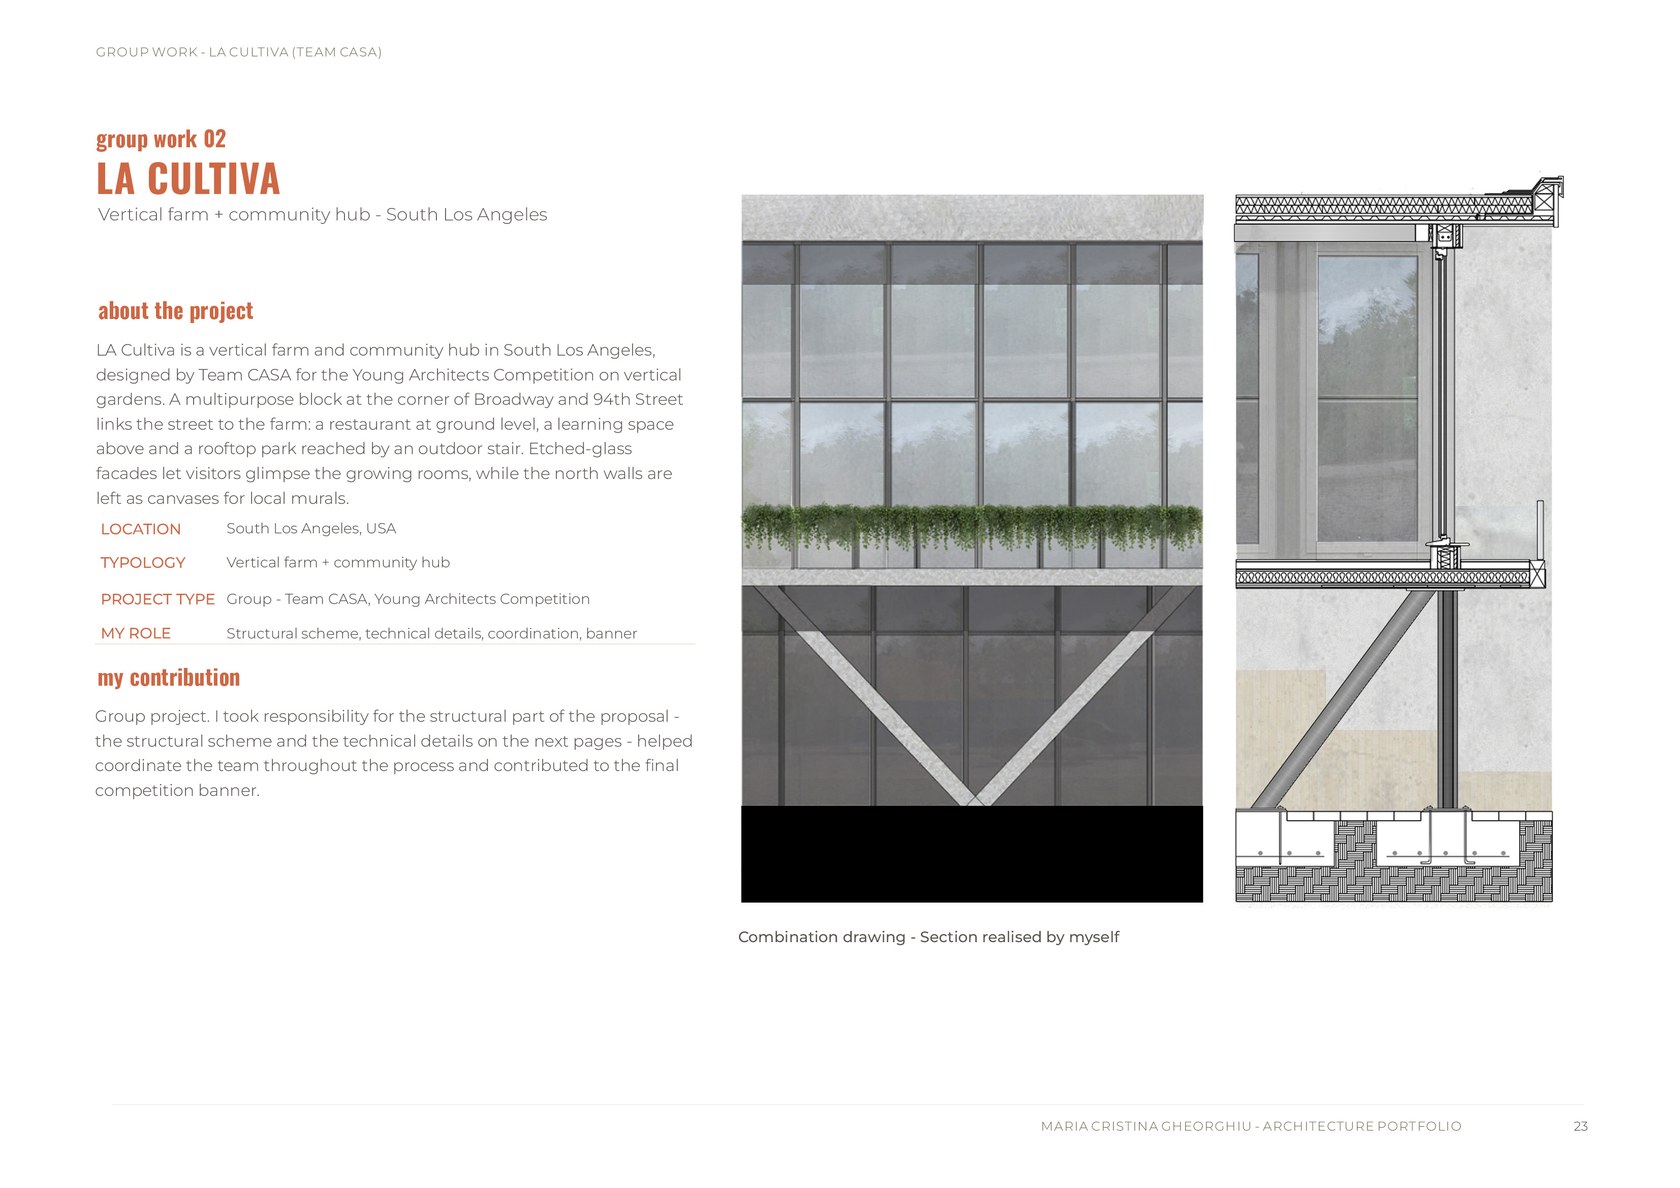 GROUP WORK - LA CULTIVA (TEAM CASA)
group work 02
LA CULTIVA
Vertical farm + community hub - South Los Angeles
about the project
LA Cultiva is a vertical farm and community hub in South Los Angeles,
designed by Team CASA for the Young Architects Competition on vertical
gardens. A multipurpose block at the corner of Broadway and 94th Street
links the street to the farm: a restaurant at ground level, a learning space
above and a rooftop park reached by an outdoor stair. Etched-glass
facades let visitors glimpse the growing rooms, while the north walls are
left as canvases for local murals.
LOCATION South Los Angeles, USA
TYPOLOGY Vertical farm + community hub
PROJECT TYPE Group - Team CASA, Young Architects Competition
MY ROLE Structural scheme, technical details, coordination, banner
my contribution
Group project. I took responsibility for the structural part of the proposal -
the structural scheme and the technical details on the next pages - helped
coordinate the team throughout the process and contributed to the final
competition banner.
Combination drawing - Section realised by myself
MARIA CRISTINA GHEORGHIU - ARCHITECTURE PORTFOLIO 23